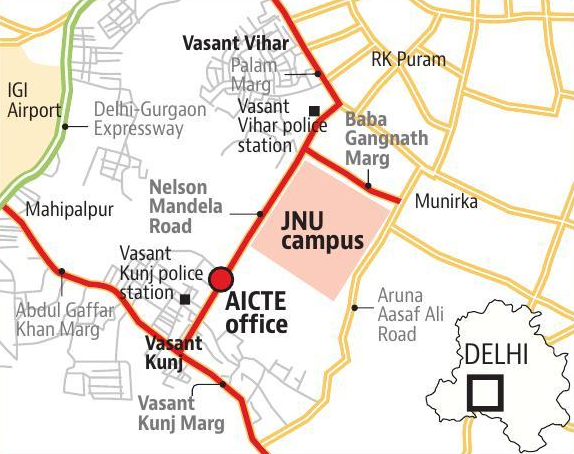 Vasant Vihar
Palam
Marg
RK Puram
IGI
Airport
Delhi-Gurgaon
Expressway
Vasant
Vihar police
station
Baba
Gangnath
Marg
Nelson
Mandela
Road
Munirka
Mahipalpur
JNU
campus
Vasant
Kunj police
station
AICTE
office
Abdul Gaffar
Khan Marg
Aruna
Aasaf Ali
Road
Vasant
Kunj
DELHI
Vasant
Kunj Marg